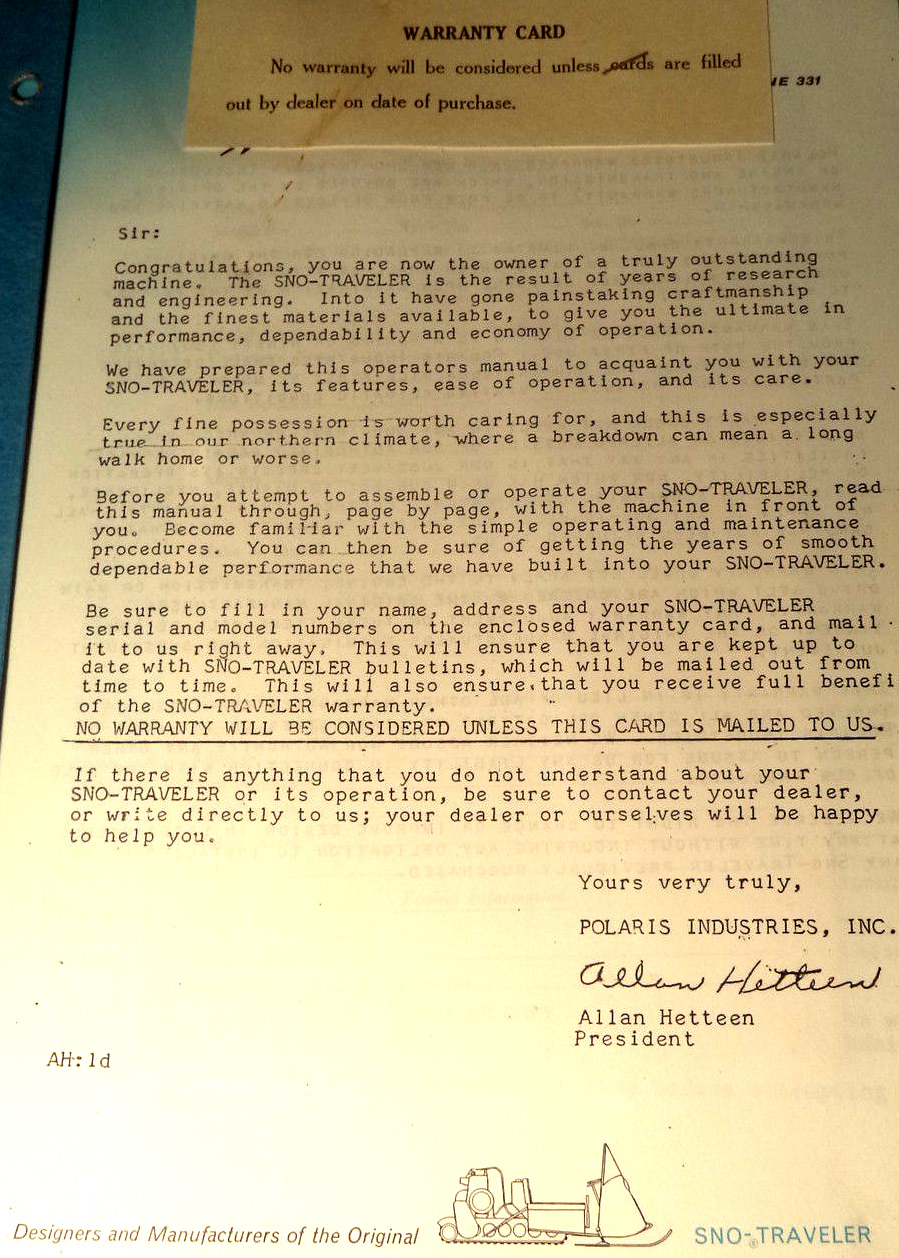 WARRANTY CARD
No warranty will be considered unless cards are filled
out by dealer on date of purchase.
331
Sir:
Congratulations, you are now the owner of a truly outstanding
machine. The SNO-TRAVELER is the result of years of research
and engineering. Into it have gone painstaking craftmanship
and the finest materials available, to give you the ultimate in
performance, dependability and economy of operation.
We have prepared this operators manual to acquaint you with your
SNO-TRAVELER, its features, ease of operation, and its care.
Every fine possession is worth caring for, and this is especially
true in our northern climate, where a breakdown can mean a long
walk home or worse.
Before you attempt to assemble or operate your SNO-TRAVELER, read
this manual through, page by page, with the machine in front of
you. Become familiar with the simple operating and maintenance
procedures. You can then be sure of getting the years of smooth
dependable performance that we have built into your SNO-TRAVELER.
Be sure to fill in your name, address and your SNO-TRAVELER
serial and model numbers on the enclosed warranty card, and mail
it to us right away. This will ensure that you are kept up to
date with SNO-TRAVELER bulletins, which will be mailed out from
time to time. This will also ensure that you receive full benefi
of the SNO-TRAVELER warranty.
NO WARRANTY WILL BE CONSIDERED UNLESS THIS CARD IS MAILED TO US.
If there is anything that you do not understand about your
SNO-TRAVELER or its operation, be sure to contact your dealer,
or write directly to us; your dealer or ourselves will be happy
to help you.
Yours very truly,
POLARIS INDUSTRIES, INC.
Allan Hetteen
Allan Hetteen
President
AH:ld
Designers and Manufacturers of the Original
SNO-TRAVELER